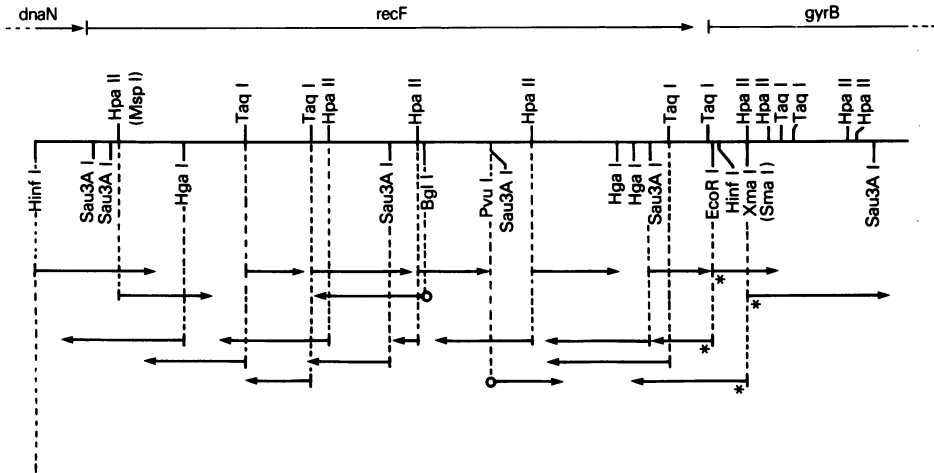 dnaN recF gyrB
Hpa II
(Msp I)
Taq I
Taq I
Hpa II
Hpa II
Hpa II
Taq I
Taq I
Hpa II
Hpa II
Taq I
Taq I
Hpa II
Hpa II
Hinf I
Sau3A I
Sau3A I
Hga I
Sau3A I
Bgl I
Pvu I
Sau3A I
Hga I
Hga I
Sau3A I
EcoR I
Hinf I
Xma I
(Sma I)
Sau3A I
*
*
*
*